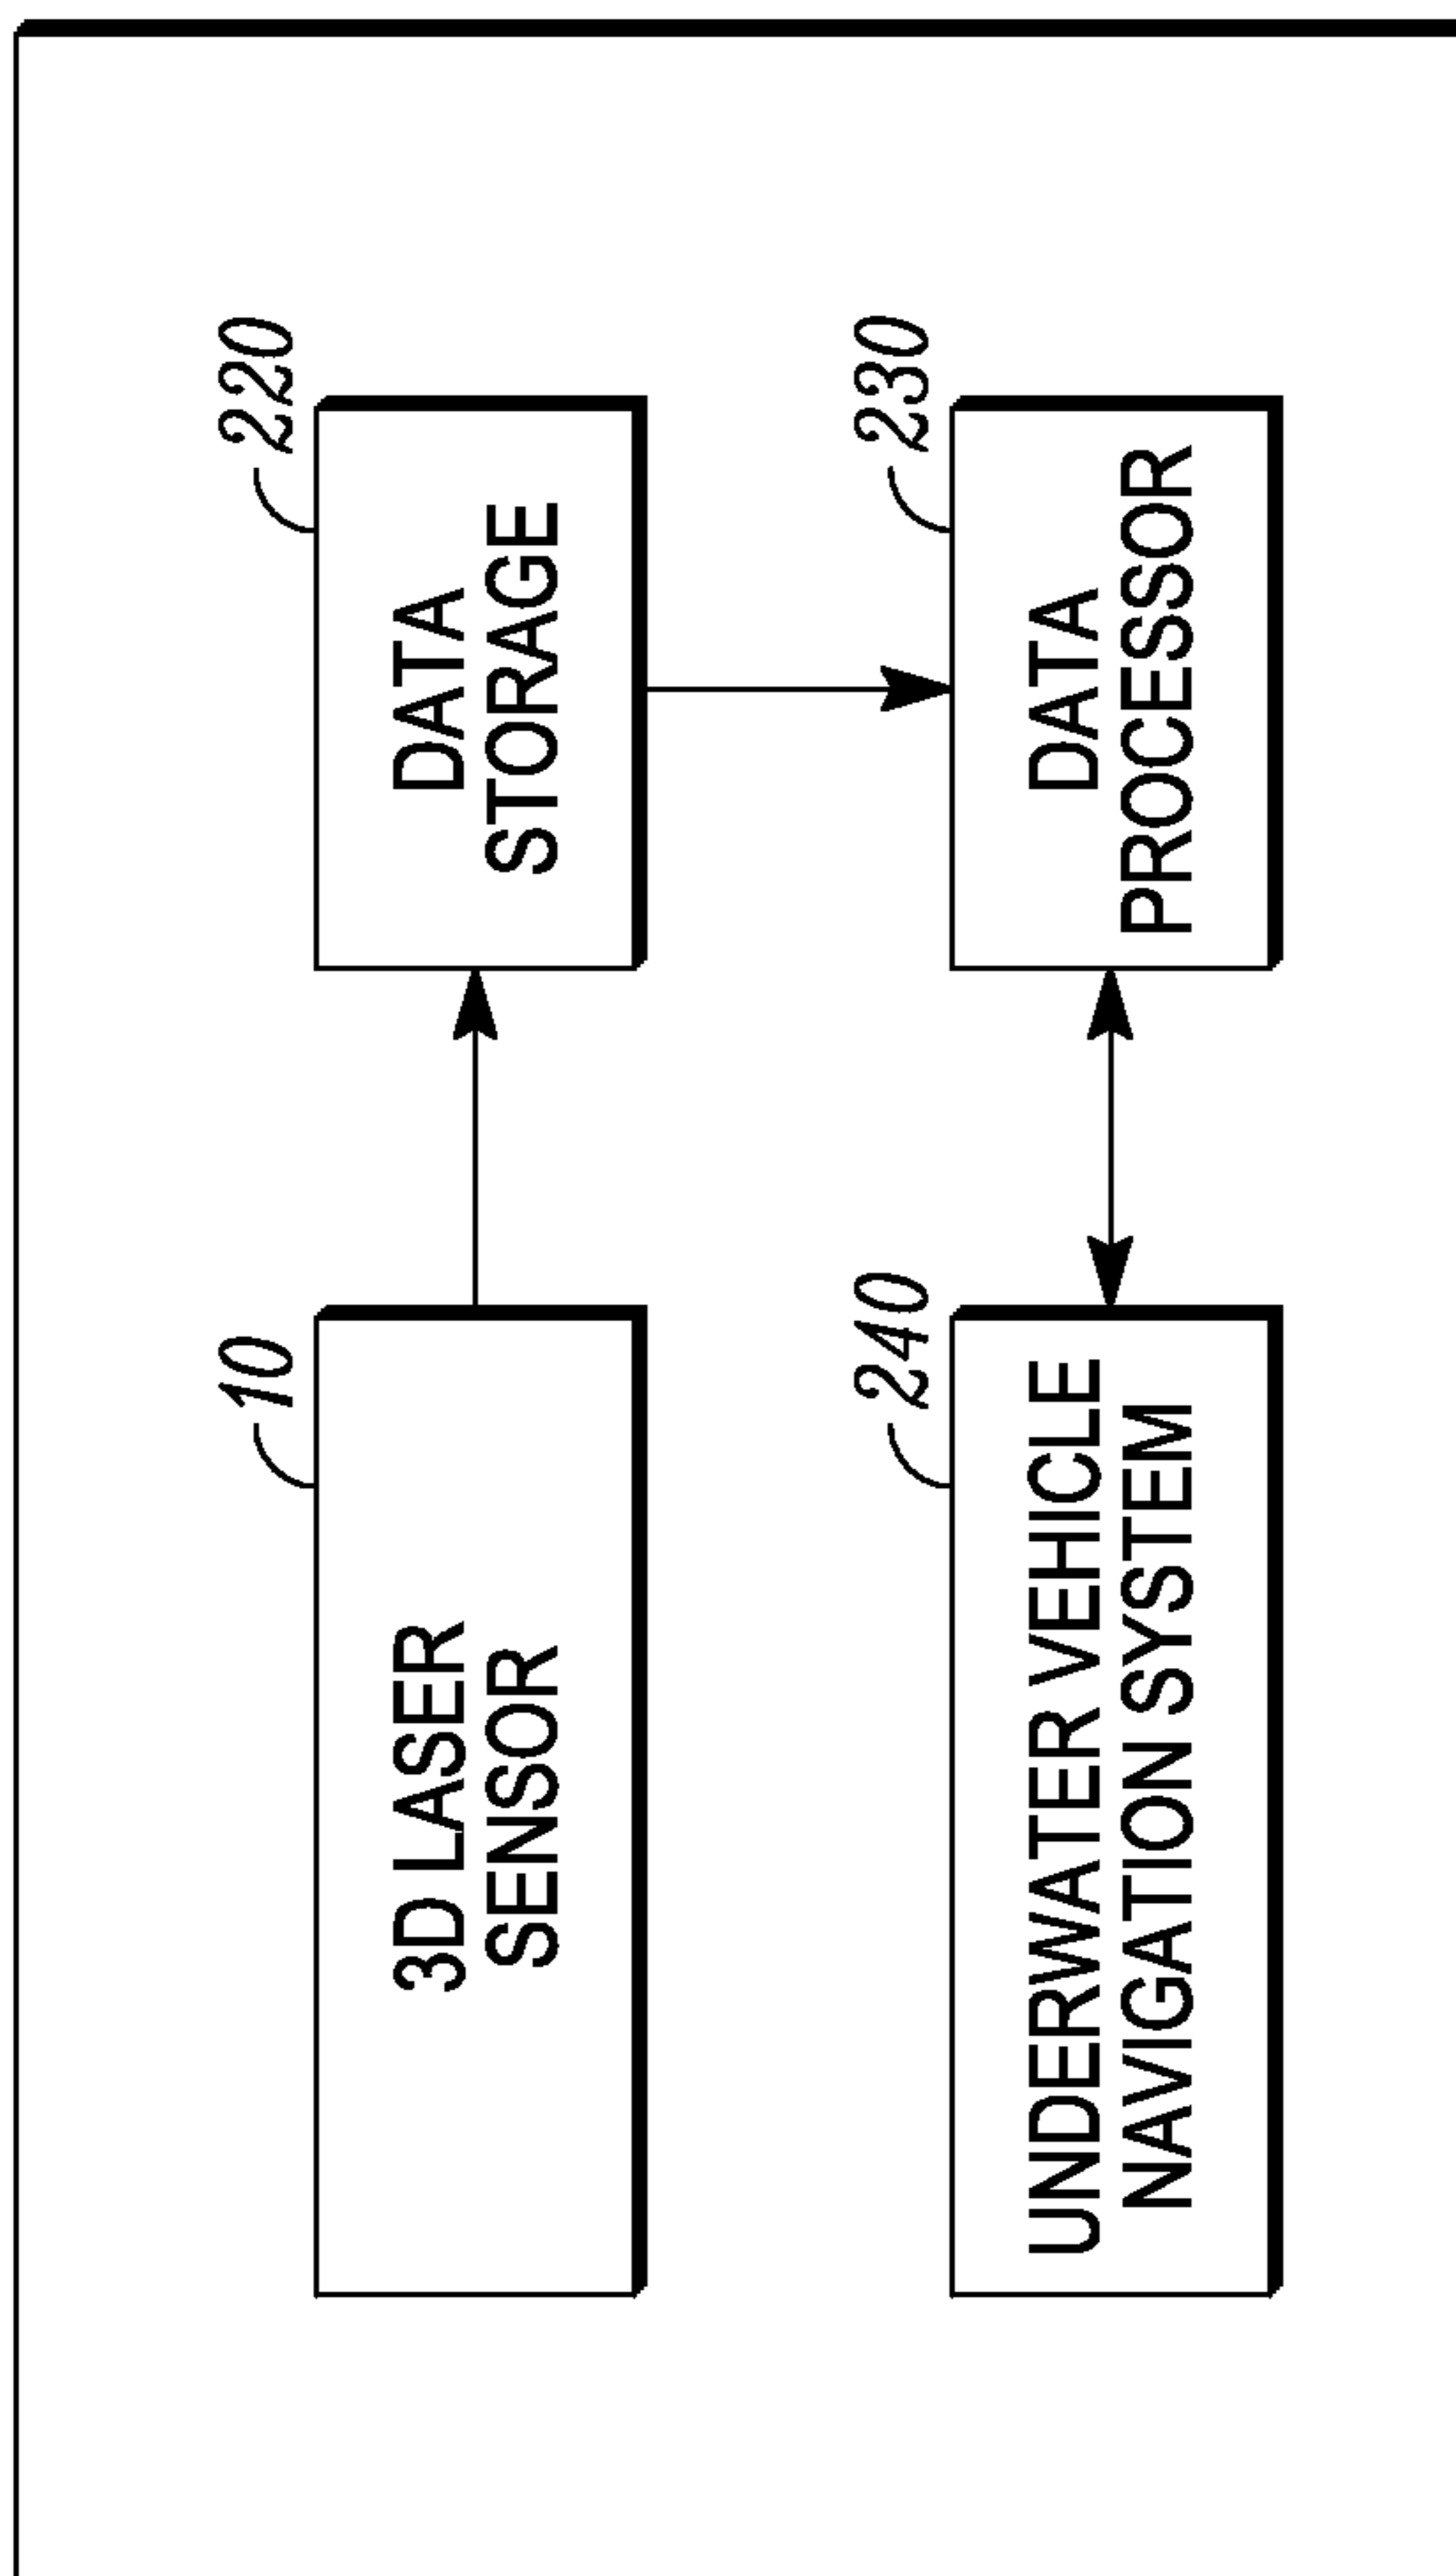 10
3D LASER
SENSOR
220
DATA
STORAGE
240
UNDERWATER VEHICLE
NAVIGATION SYSTEM
230
DATA
PROCESSOR